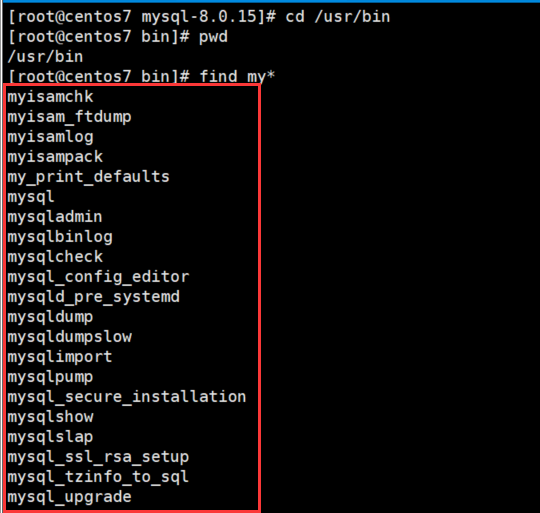 [root@centos7 mysql-8.0.15]# cd /usr/bin
[root@centos7 bin]# pwd
/usr/bin
[root@centos7 bin]# find my*
myisamchk
myisam_ftdump
myisamlog
myisampack
my_print_defaults
mysql
mysqladmin
mysqlbinlog
mysqlcheck
mysql_config_editor
mysqld_pre_systemd
mysqldump
mysqldumpslow
mysqlimport
mysqlpump
mysql_secure_installation
mysqlshow
mysqlslap
mysql_ssl_rsa_setup
mysql_tzinfo_to_sql
mysql_upgrade